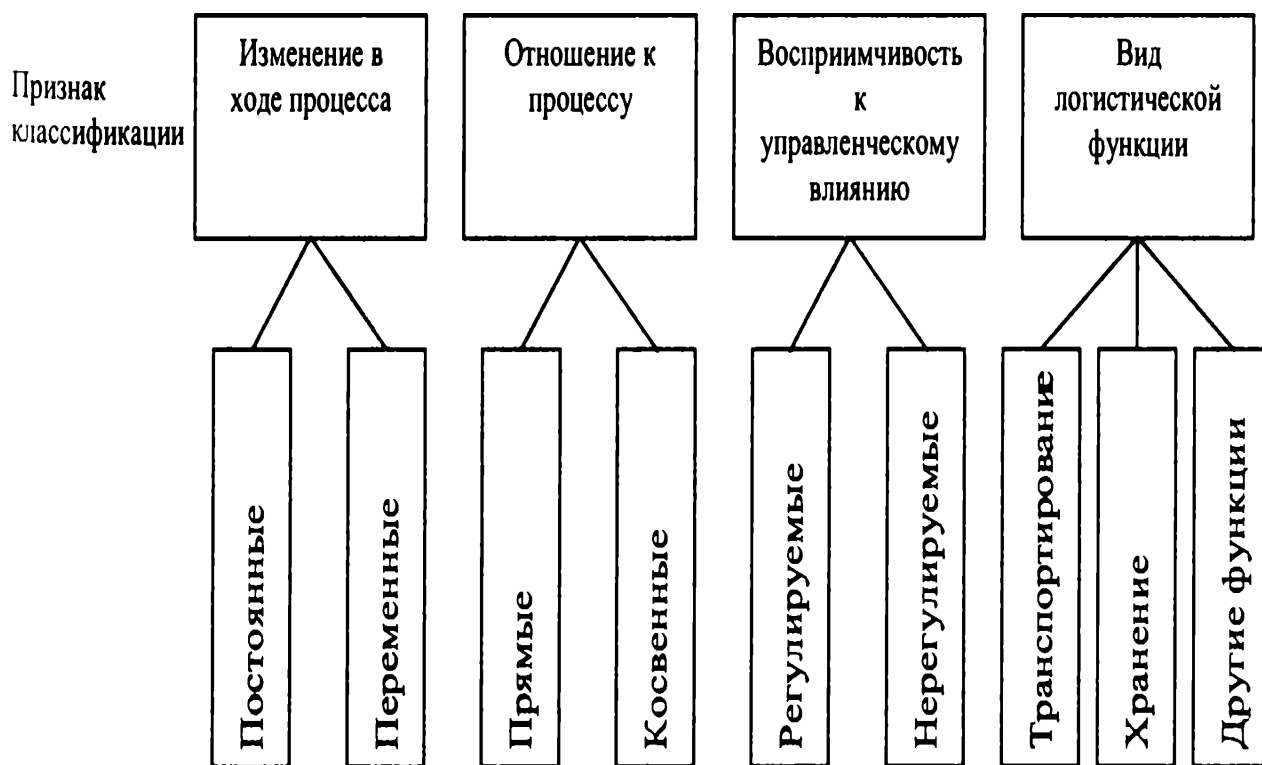 Признак
классификации
Изменение в
ходе процесса
Отношение к
процессу
Восприимчивость
к
управленческому
влиянию
Вид
логистической
функции
Постоянные
Переменные
Прямые
Косвенные
Регулируемые
Нерегулируемые
Транспортирование
Хранение
Другие функции